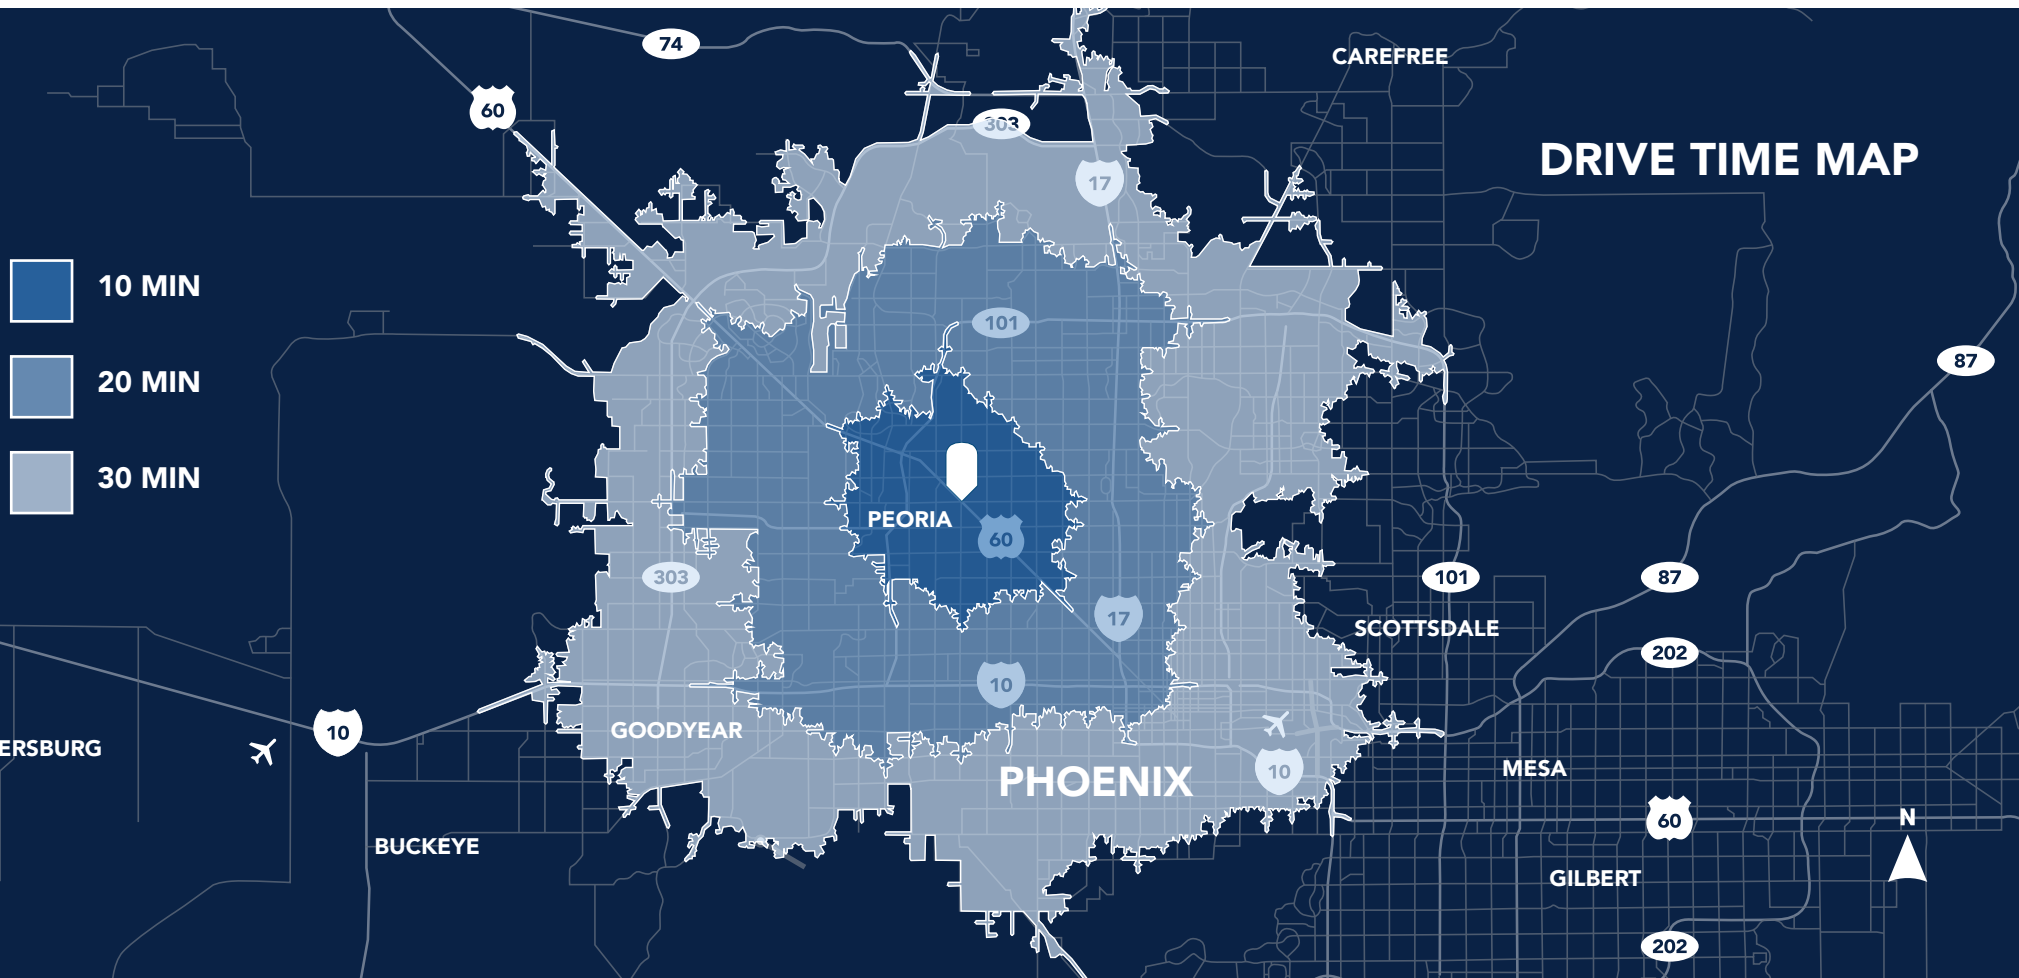 74
CAREFREE
60
303
DRIVE TIME MAP
17
10 MIN
101
87
20 MIN
30 MIN
PEORIA
60
303
101
87
17
SCOTTSDALE
202
10
10
GOODYEAR
ERSBURG
10
PHOENIX
MESA
60
N
BUCKEYE
GILBERT
202